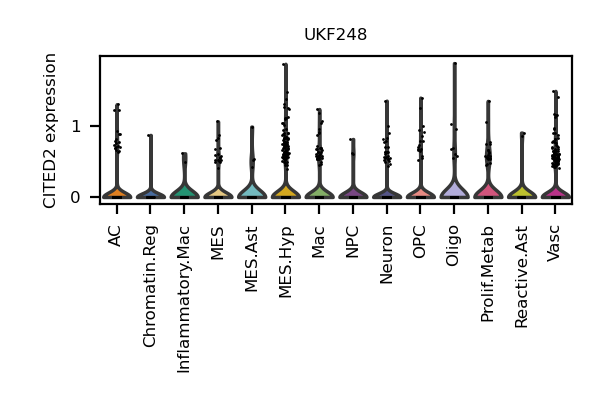 UKF248
CITED2 expression
1
0
AC
Chromatin.Reg
Inflammatory.Mac
MES
MES.Ast
MES.Hyp
Mac
NPC
Neuron
OPC
Oligo
Prolif.Metab
Reactive.Ast
Vasc